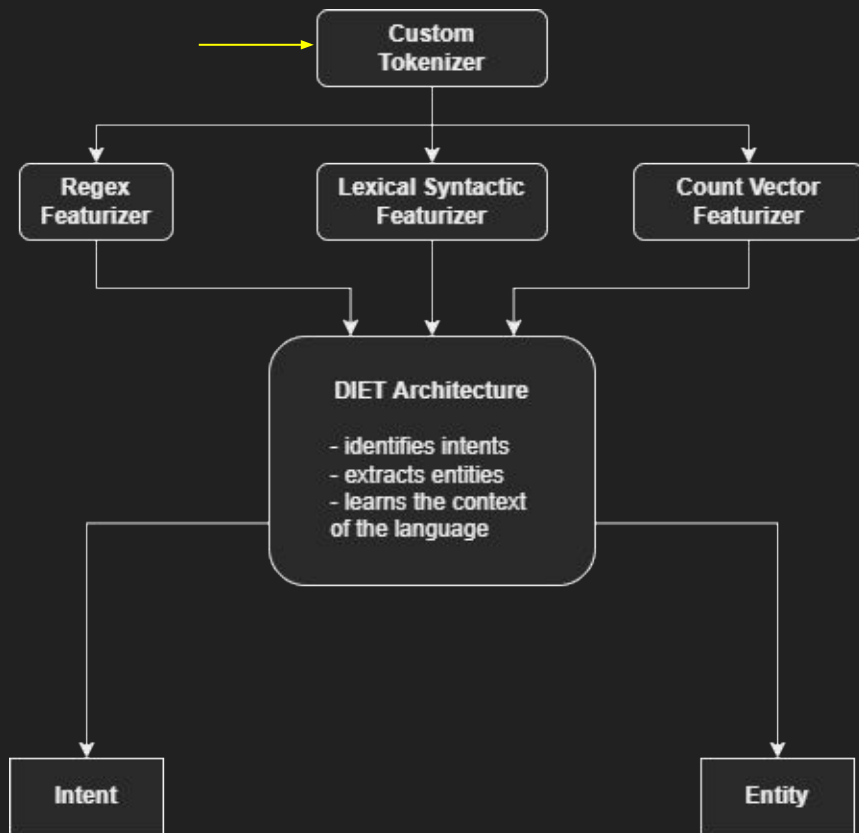 Custom
Tokenizer
Regex
Featurizer
Lexical Syntactic
Featurizer
Count Vector
Featurizer
DIET Architecture
- identifies intents
- extracts entities
- learns the context
of the language
Intent
Entity